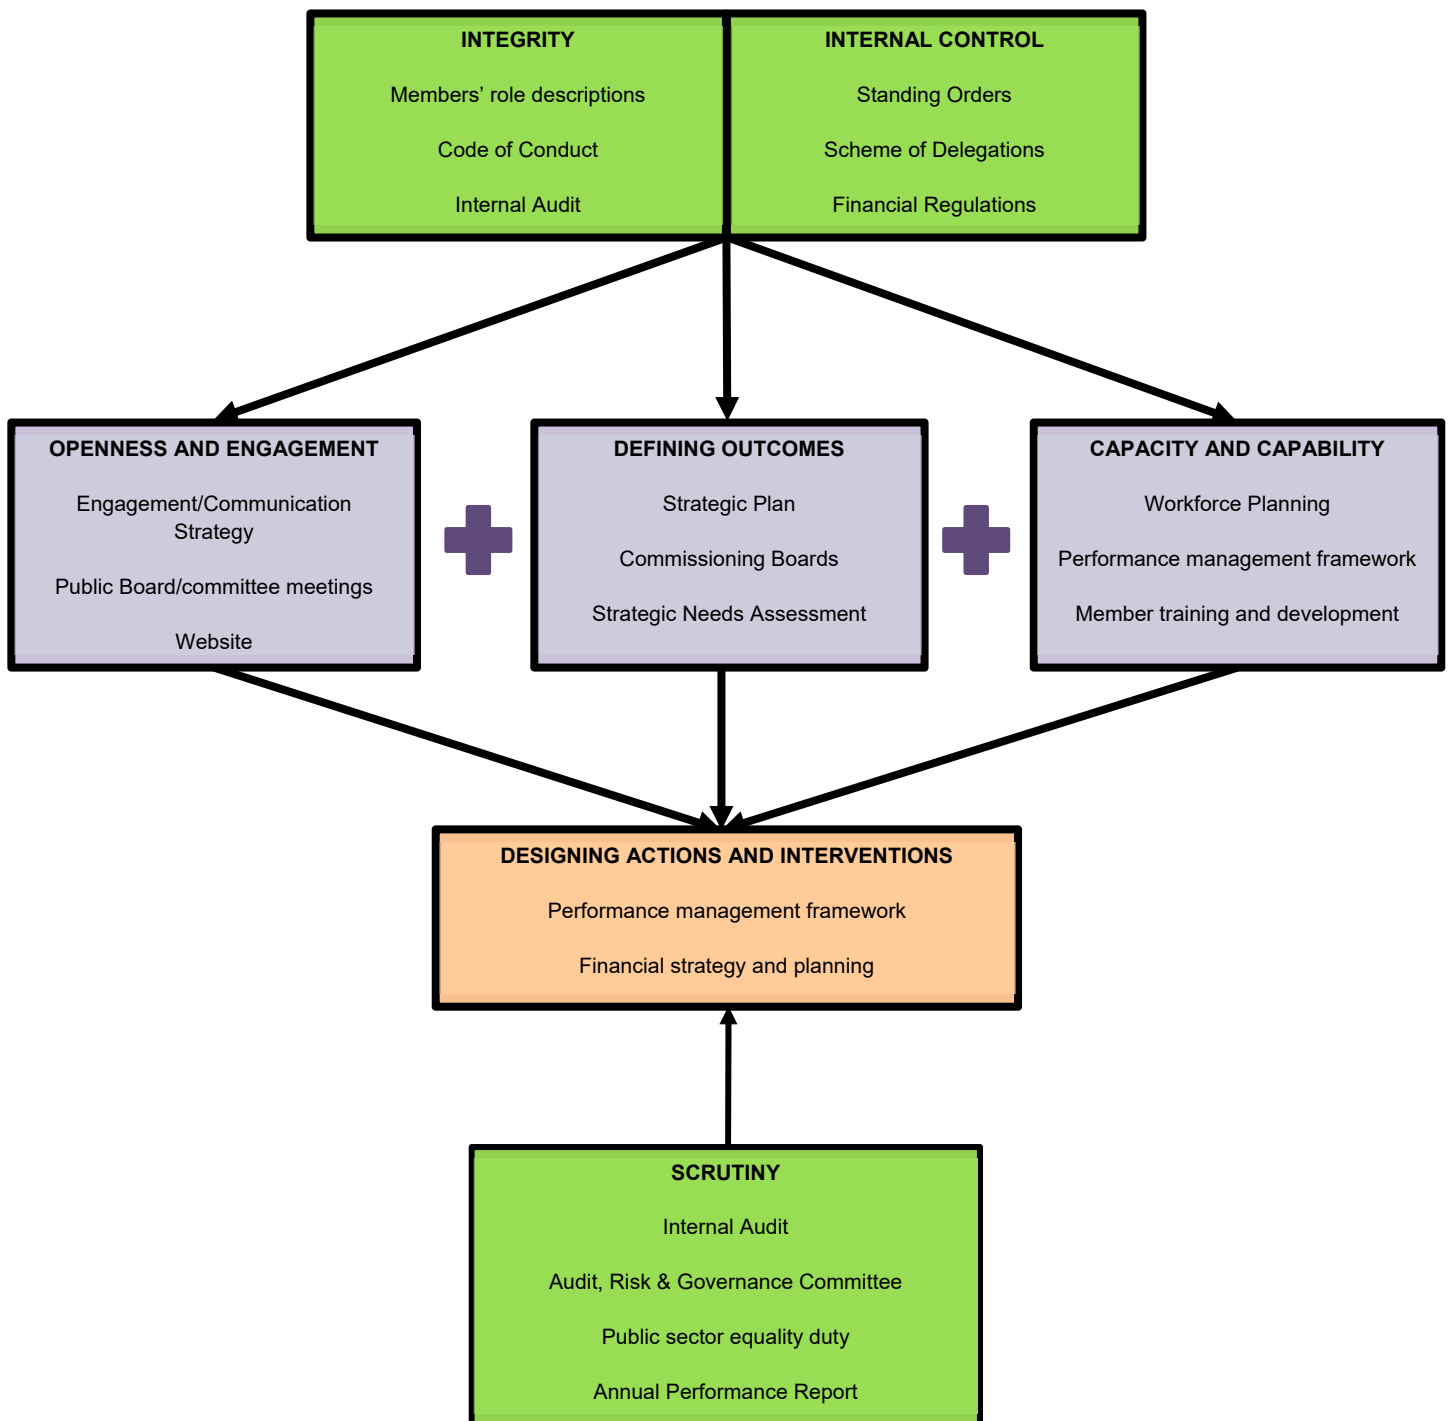 INTEGRITY
Members’ role descriptions
Code of Conduct
Internal Audit
INTERNAL CONTROL
Standing Orders
Scheme of Delegations
Financial Regulations
OPENNESS AND ENGAGEMENT
Engagement/Communication
Strategy
Public Board/committee meetings
Website
DEFINING OUTCOMES
Strategic Plan
Commissioning Boards
Strategic Needs Assessment
CAPACITY AND CAPABILITY
Workforce Planning
Performance management framework
Member training and development
DESIGNING ACTIONS AND INTERVENTIONS
Performance management framework
Financial strategy and planning
SCRUTINY
Internal Audit
Audit, Risk & Governance Committee
Public sector equality duty
Annual Performance Report